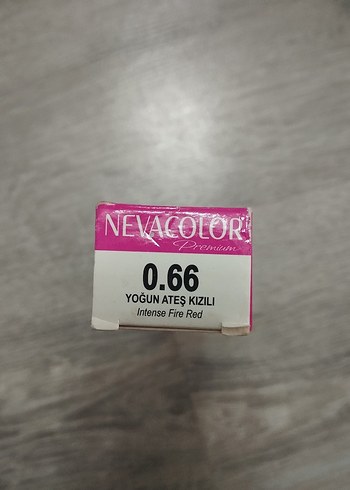 NEVACOLOR
Premium
0.66
YOĞUN ATEŞ KIZILI
Intense Fire Red